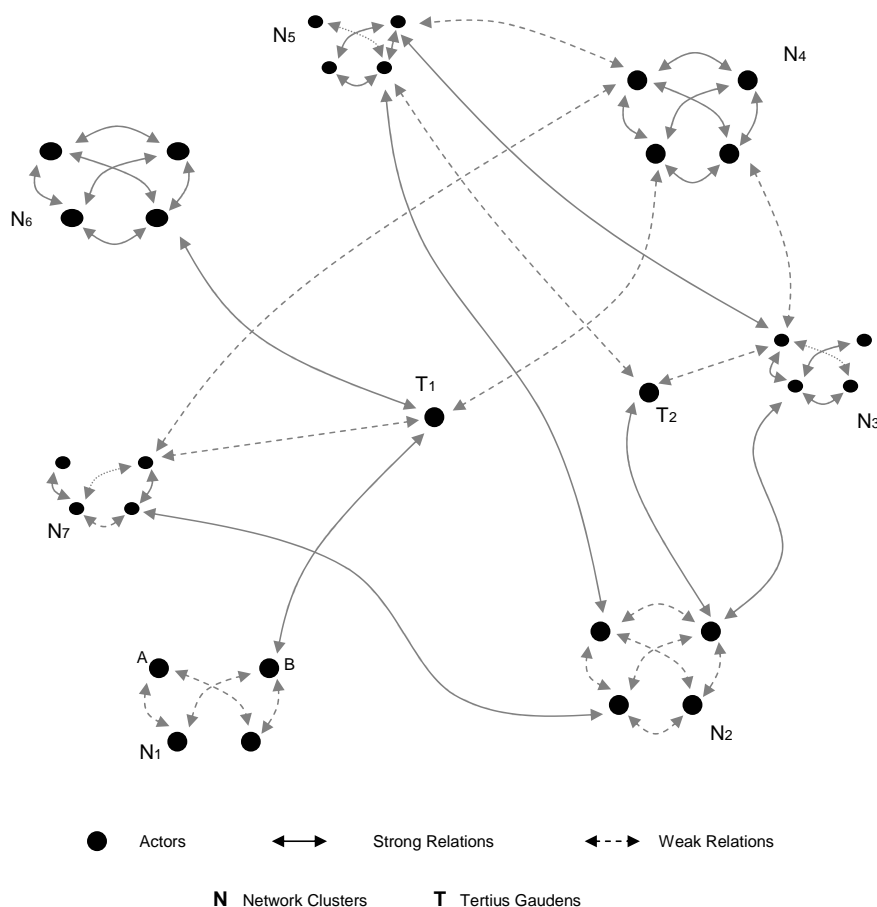 N5
N4
N6
T1
T2
N3
N7
A
B
N1
N2
Actors
Strong Relations
Weak Relations
N Network Clusters
T Tertius Gaudens